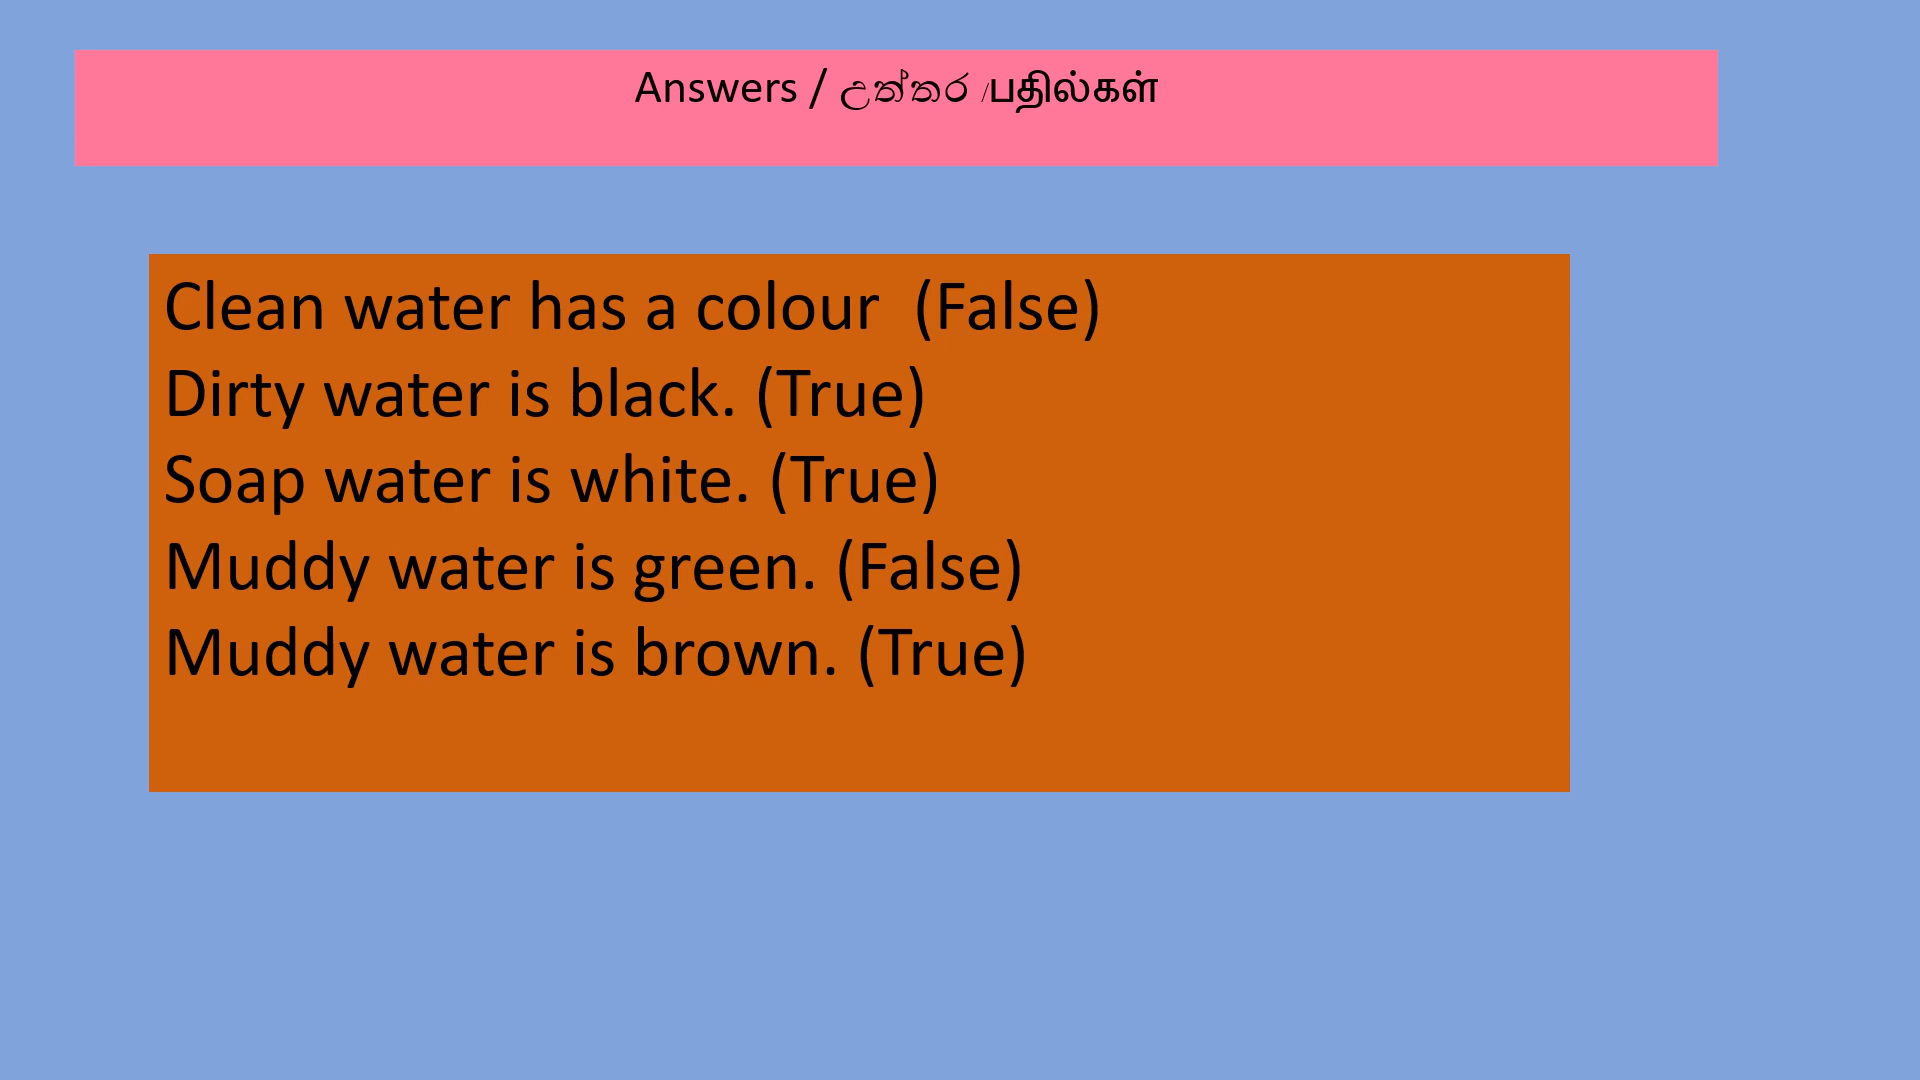 Answers / උත්තර /பதில்கள்
Clean water has a colour  (False)
Dirty water is black. (True)
Soap water is white. (True)
Muddy water is green. (False)
Muddy water is brown. (True)